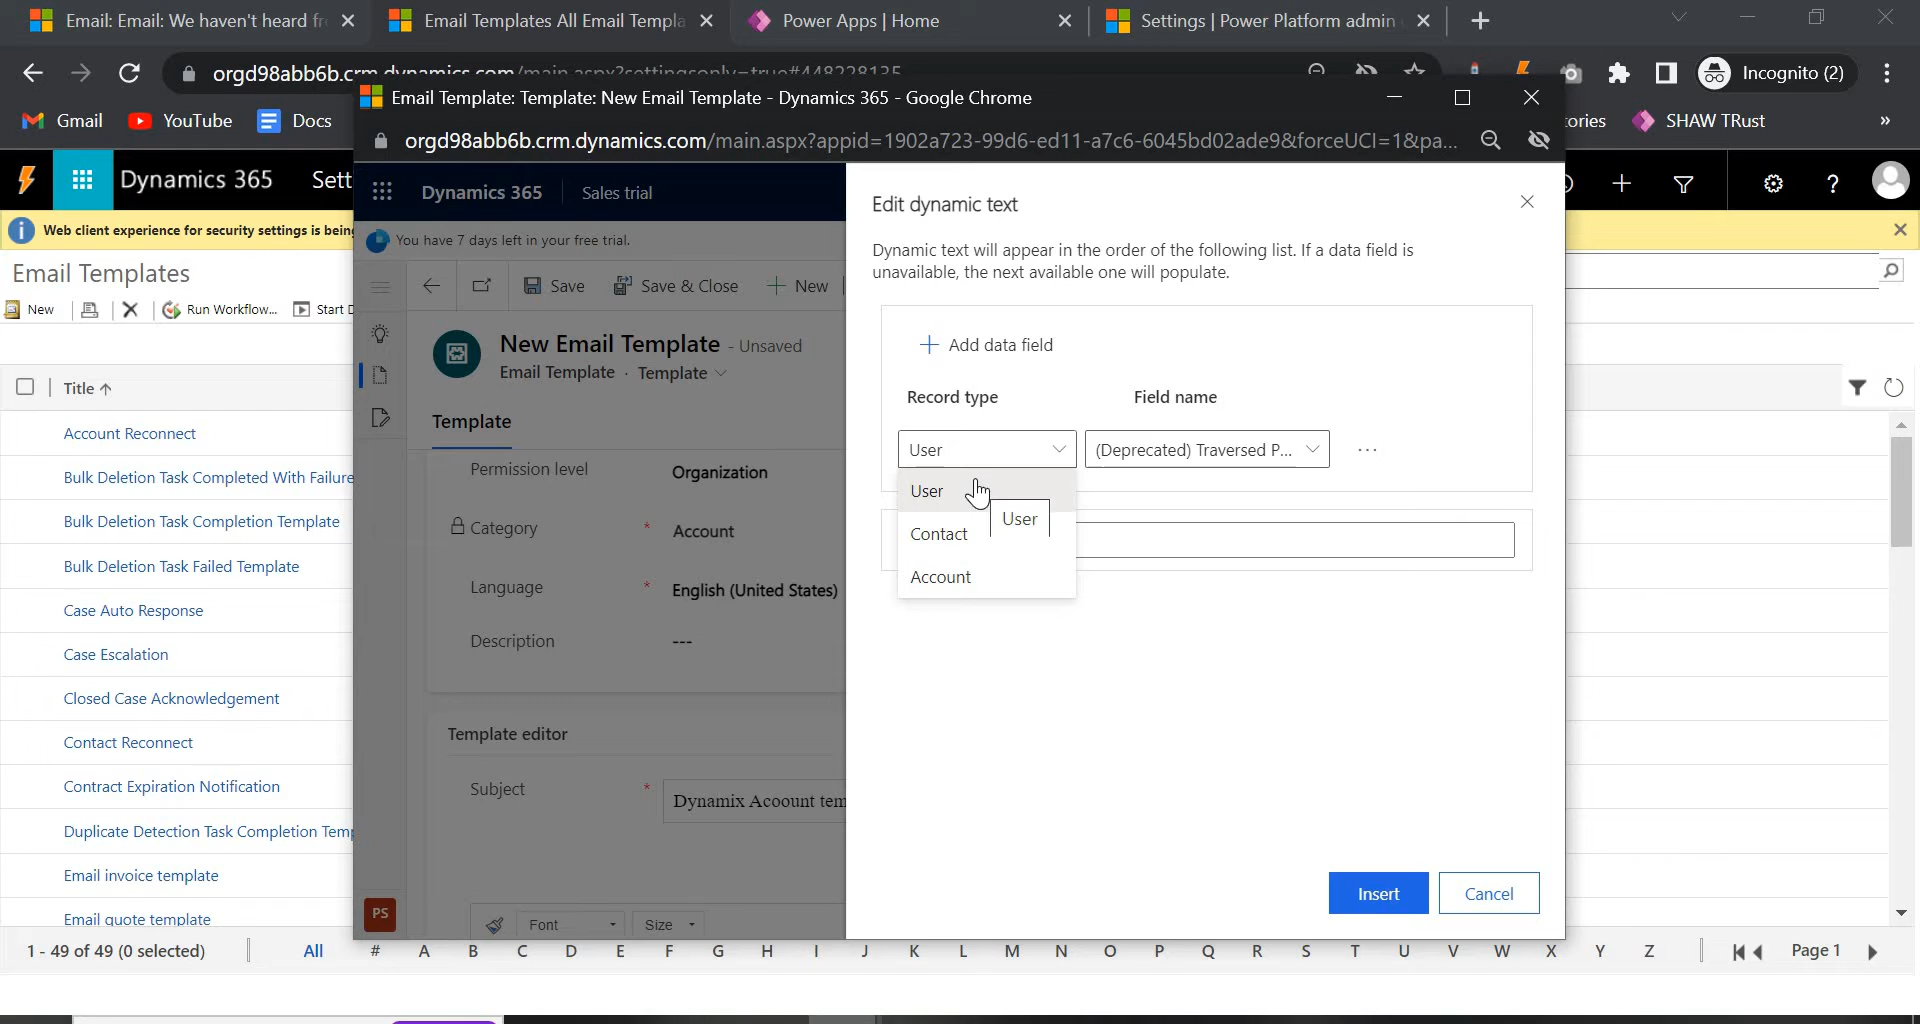 Email: Email: We haven't heard fr
Email Templates All Email Templa
Power Apps | Home
Settings | Power Platform admin
orgd98abb6b.crm.dynamics.com/main.aspx?settingsonly=true#448228135
Incognito (2)
Gmail
YouTube
Docs
ories
SHAW TRust
»
Email Template: Template: New Email Template - Dynamics 365 - Google Chrome
orgd98abb6b.crm.dynamics.com/main.aspx?appid=1902a723-99d6-ed11-a7c6-6045bd02ade9&forceUCI=1&pa...
Dynamics 365
Sett
Web client experience for security settings is being
Email Templates
New
Run Workflow...
Start D
Title
Account Reconnect
Bulk Deletion Task Completed With Failure
Bulk Deletion Task Completion Template
Bulk Deletion Task Failed Template
Case Auto Response
Case Escalation
Closed Case Acknowledgement
Contact Reconnect
Contract Expiration Notification
Duplicate Detection Task Completion Temp
Email invoice template
Email quote template
Dynamics 365
Sales trial
You have 7 days left in your free trial.
Save
Save & Close
New
New Email Template - Unsaved
Email Template · Template
Template
Permission level
Organization
Category
*
Account
Language
*
English (United States)
Description
---
Template editor
Subject
*
Dynamix Acoount tem
PS
Font
Size
Edit dynamic text
Dynamic text will appear in the order of the following list. If a data field is
unavailable, the next available one will populate.
Add data field
Record type
Field name
User
(Deprecated) Traversed P...
...
User
User
Contact
Account
Insert
Cancel
1 - 49 of 49 (0 selected)
All
# A B C D E F G H I J K L M N O P Q R S T U V W X Y Z
Page 1